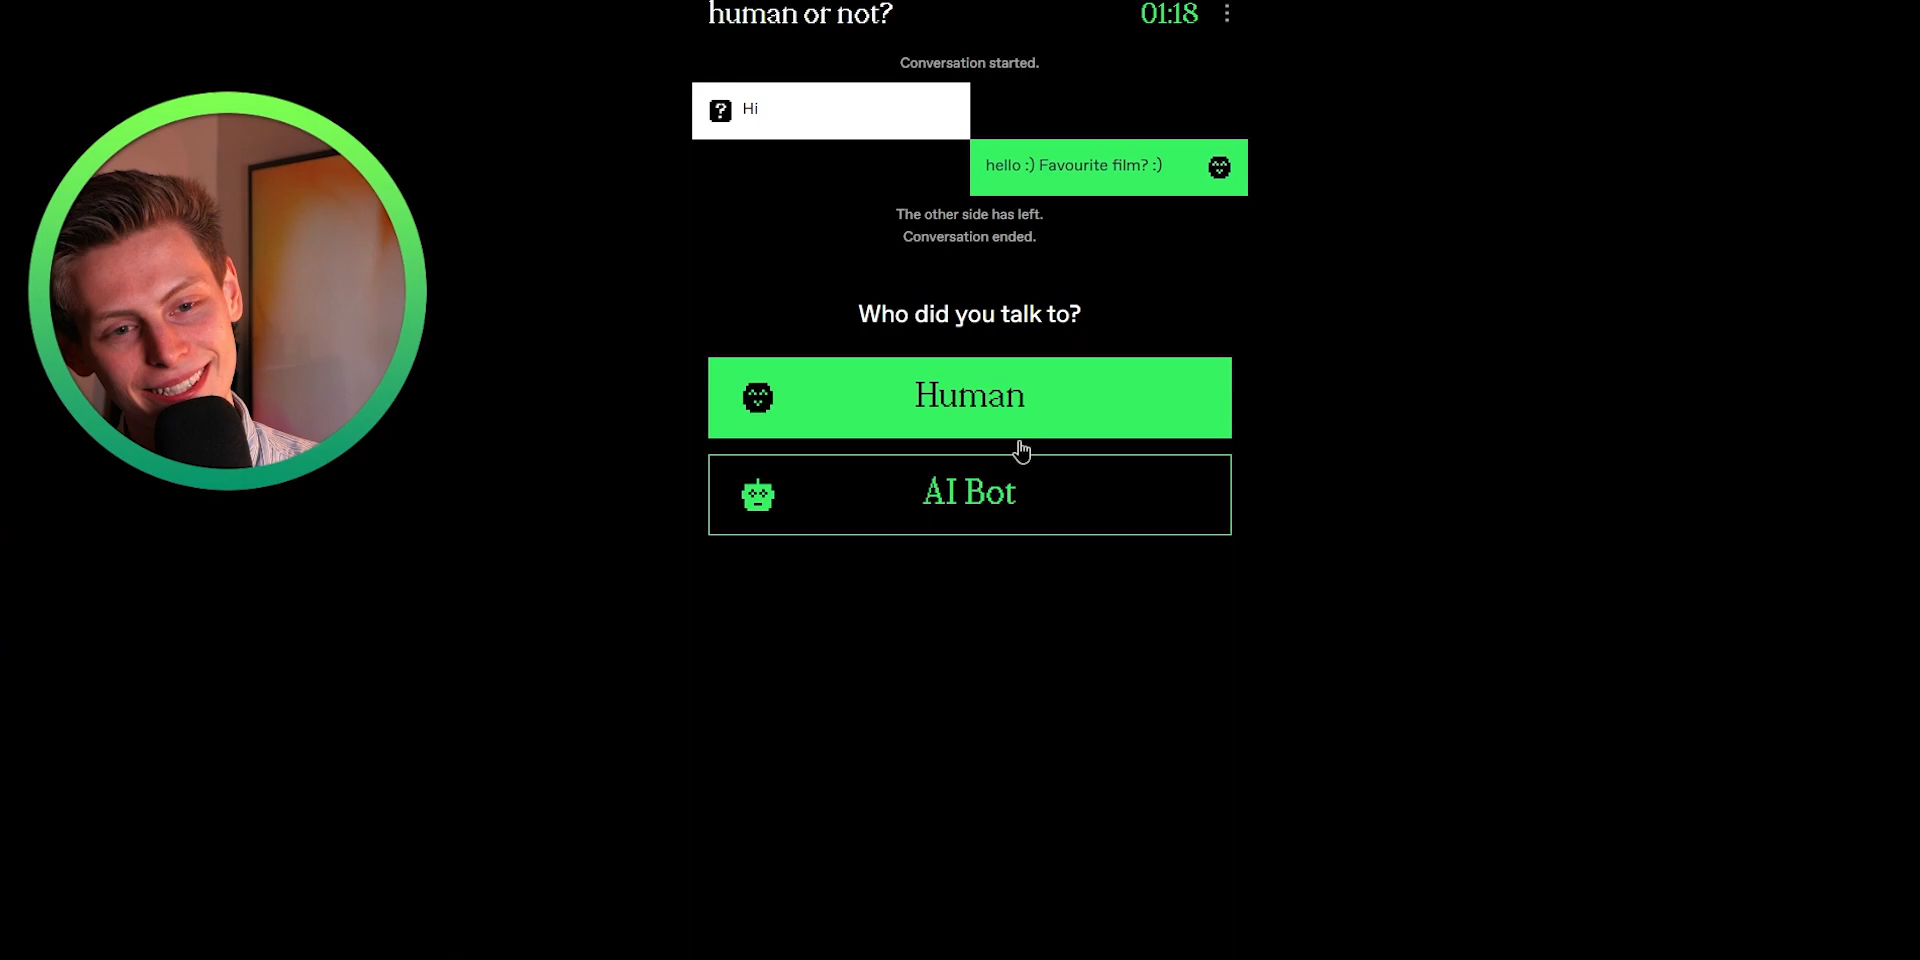 human or not?
01:18
Conversation started.
Hi
hello :) Favourite film? :)
The other side has left.
Conversation ended.
Who did you talk to?
Human
AI Bot